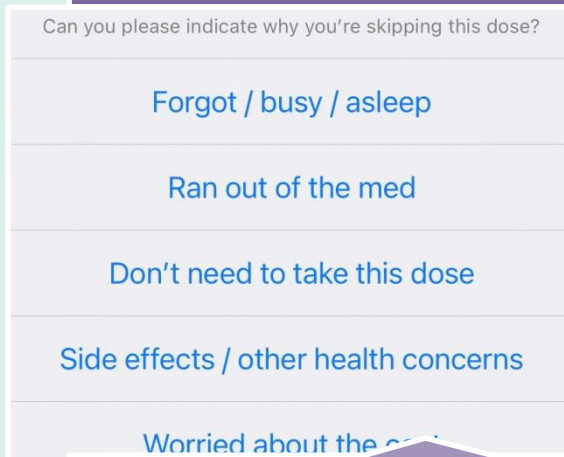 Can you please indicate why you're skipping this dose?
Forgot / busy / asleep
Ran out of the med
Don't need to take this dose
Side effects / other health concerns
Worried about the